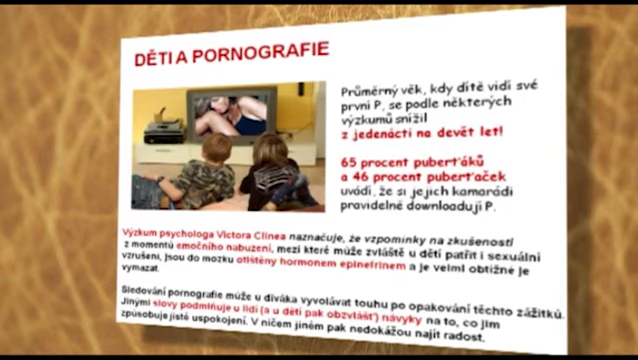 DĚTI A PORNOGRAFIE
Průměrný věk, kdy dítě vidí své
první P, se podle některých
výzkumů snížil
z jedenácti na devět let!
65 procent puberťáků
a 46 procent puberťaček
uvádí, že si jejich kamarádi
pravidelně downloadují P.
Výzkum psychologa Victora Clinea naznačuje, že vzpomínky na zkušenosti
z momentů emočního nabuzení, mezi které může zvláště u dětí patřit i sexuální
vzrušení, jsou do mozku otištěny hormonem epinefrinem a je velmi obtížné je
vymazat.
Sledování pornografie může u diváka vyvolávat touhu po opakování těchto zážitků.
Jinými slovy podmiňuje u lidí (a u dětí pak obzvlášť) návyky na to, co jim
způsobuje jisté uspokojení. V ničem jiném pak nedokážou najít radost.